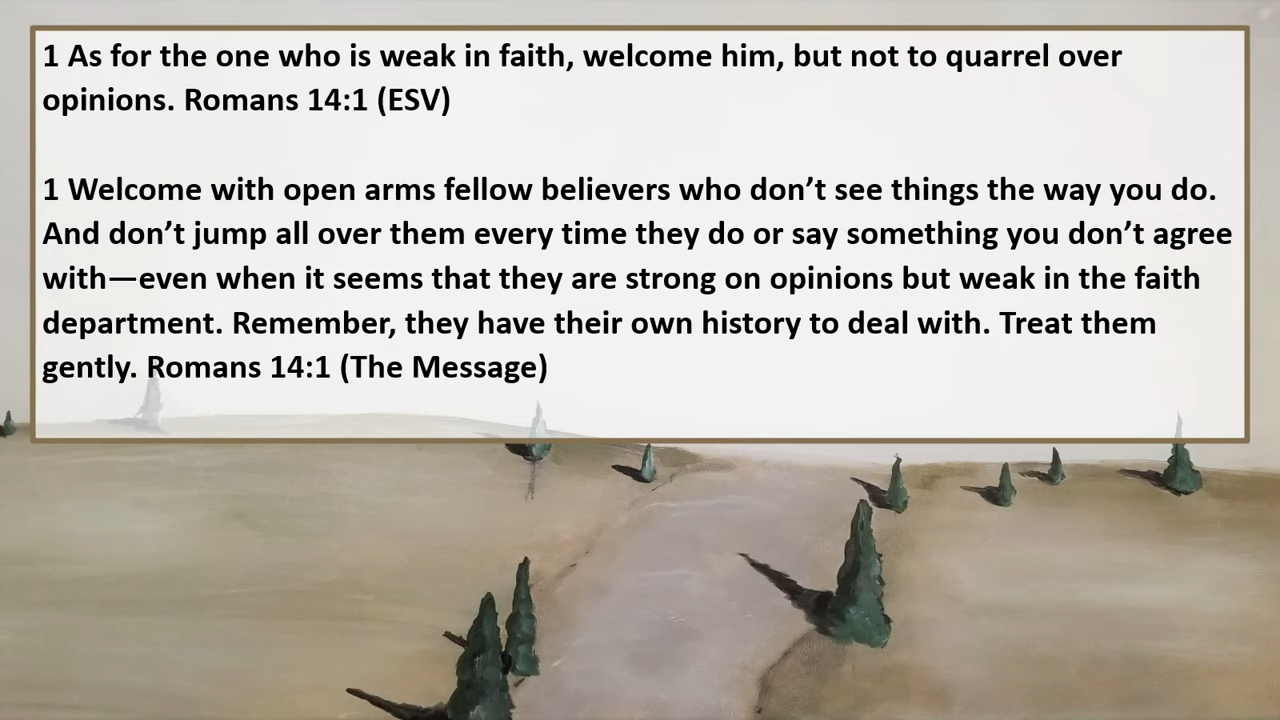 1 As for the one who is weak in faith, welcome him, but not to quarrel over
opinions. Romans 14:1 (ESV)
1 Welcome with open arms fellow believers who don’t see things the way you do.
And don’t jump all over them every time they do or say something you don’t agree
with—even when it seems that they are strong on opinions but weak in the faith
department. Remember, they have their own history to deal with. Treat them
gently. Romans 14:1 (The Message)